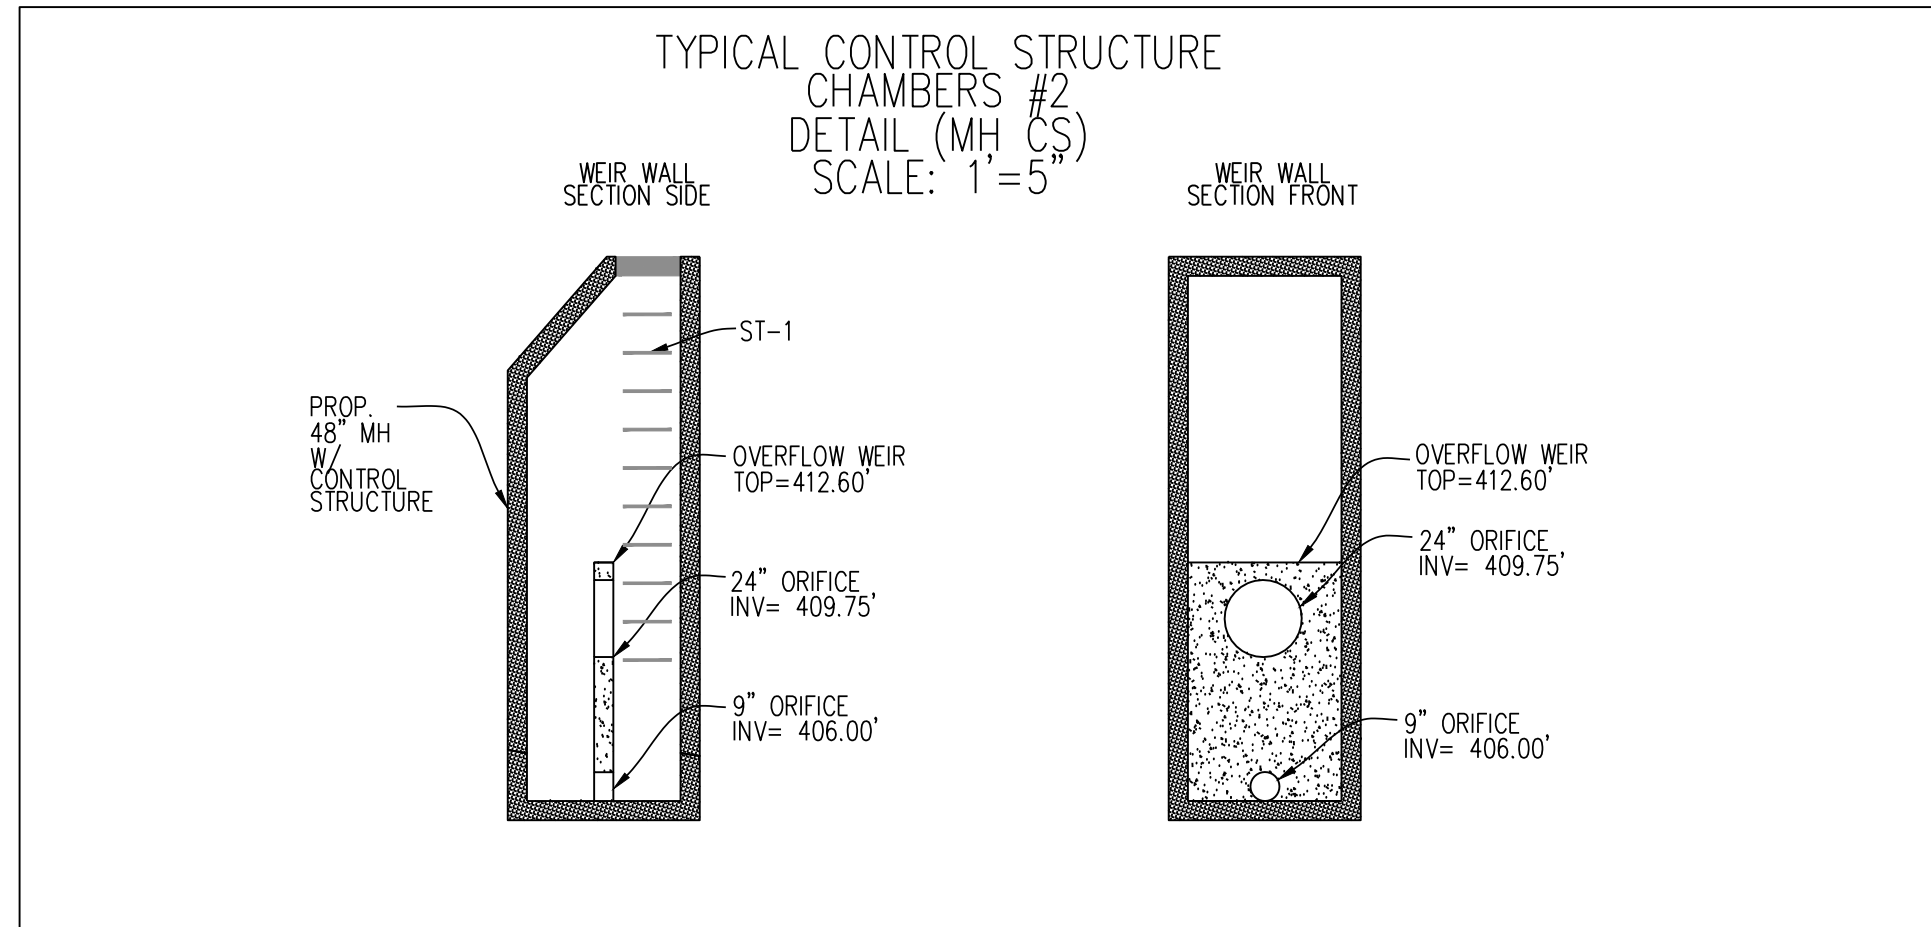 TYPICAL CONTROL STRUCTURE
CHAMBERS #2
DETAIL (MH CS)
SCALE: 1'=5"
WEIR WALL
SECTION SIDE
WEIR WALL
SECTION FRONT
ST-1
PROP.
48" MH
W/
CONTROL
STRUCTURE
OVERFLOW WEIR
TOP=412.60'
24" ORIFICE
INV= 409.75'
9" ORIFICE
INV= 406.00'
OVERFLOW WEIR
TOP=412.60'
24" ORIFICE
INV= 409.75'
9" ORIFICE
INV= 406.00'